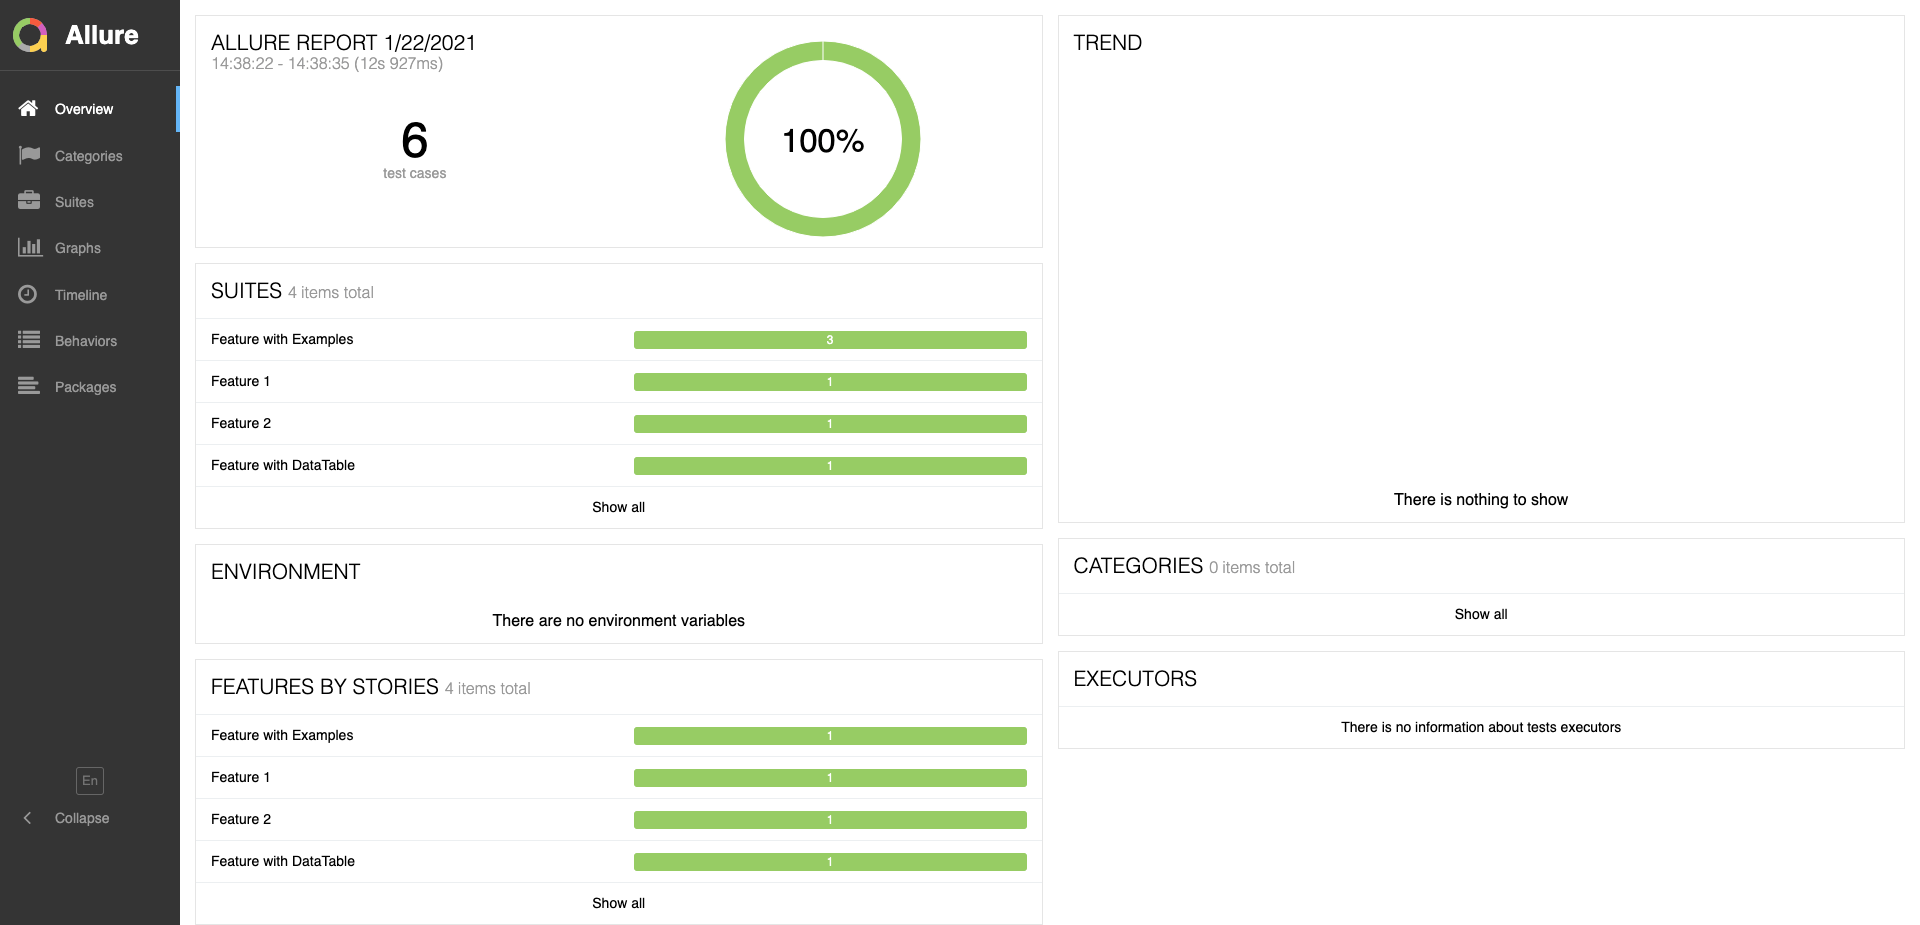 Allure
Overview
Categories
Suites
Graphs
Timeline
Behaviors
Packages
En
Collapse
ALLURE REPORT 1/22/2021
14:38:22 - 14:38:35 (12s 927ms)
6
test cases
100%
SUITES 4 items total
Feature with Examples 3
Feature 1 1
Feature 2 1
Feature with DataTable 1
Show all
ENVIRONMENT
There are no environment variables
FEATURES BY STORIES 4 items total
Feature with Examples 1
Feature 1 1
Feature 2 1
Feature with DataTable 1
Show all
TREND
There is nothing to show
CATEGORIES 0 items total
Show all
EXECUTORS
There is no information about tests executors